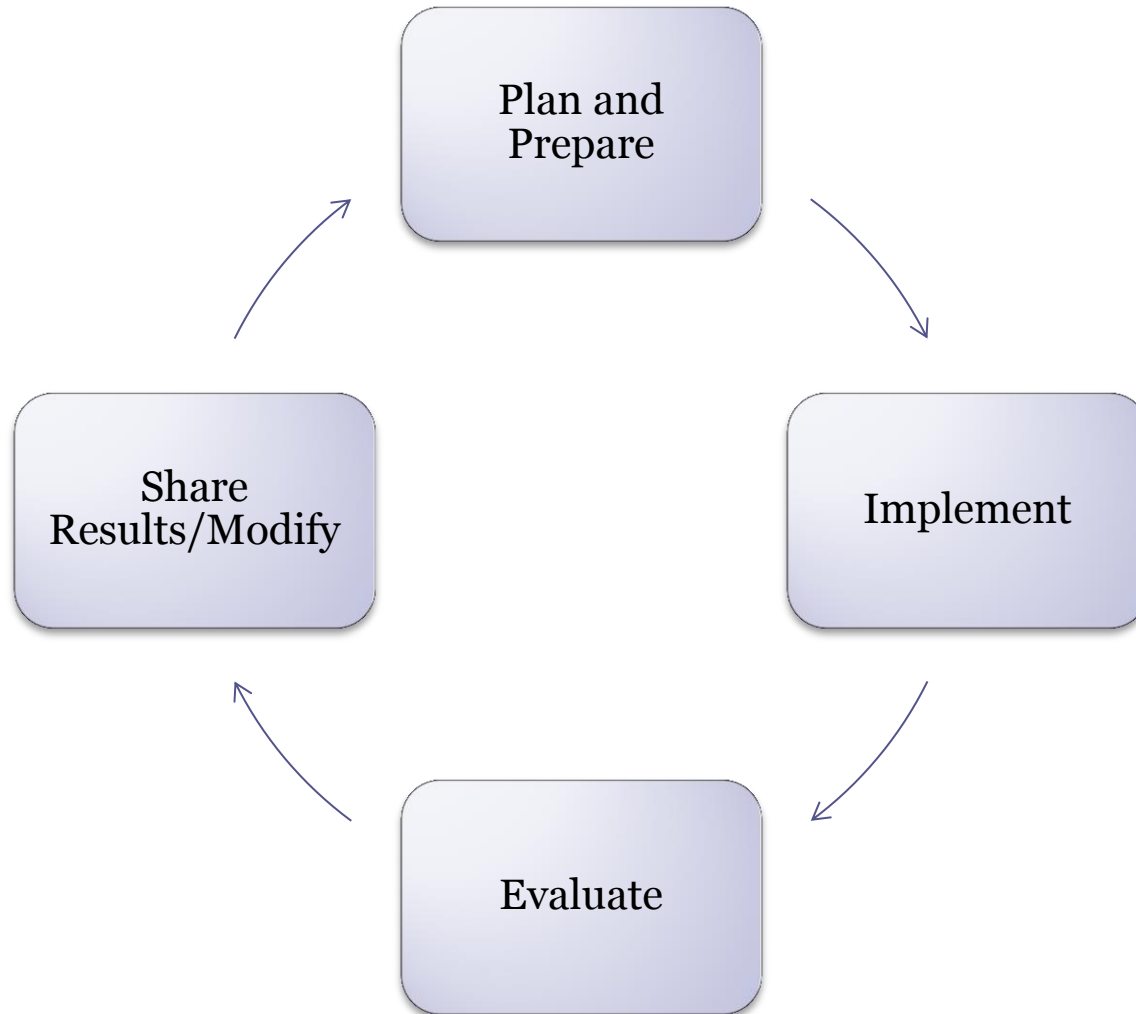 Plan and
Prepare
Share
Results/Modify
Implement
Evaluate